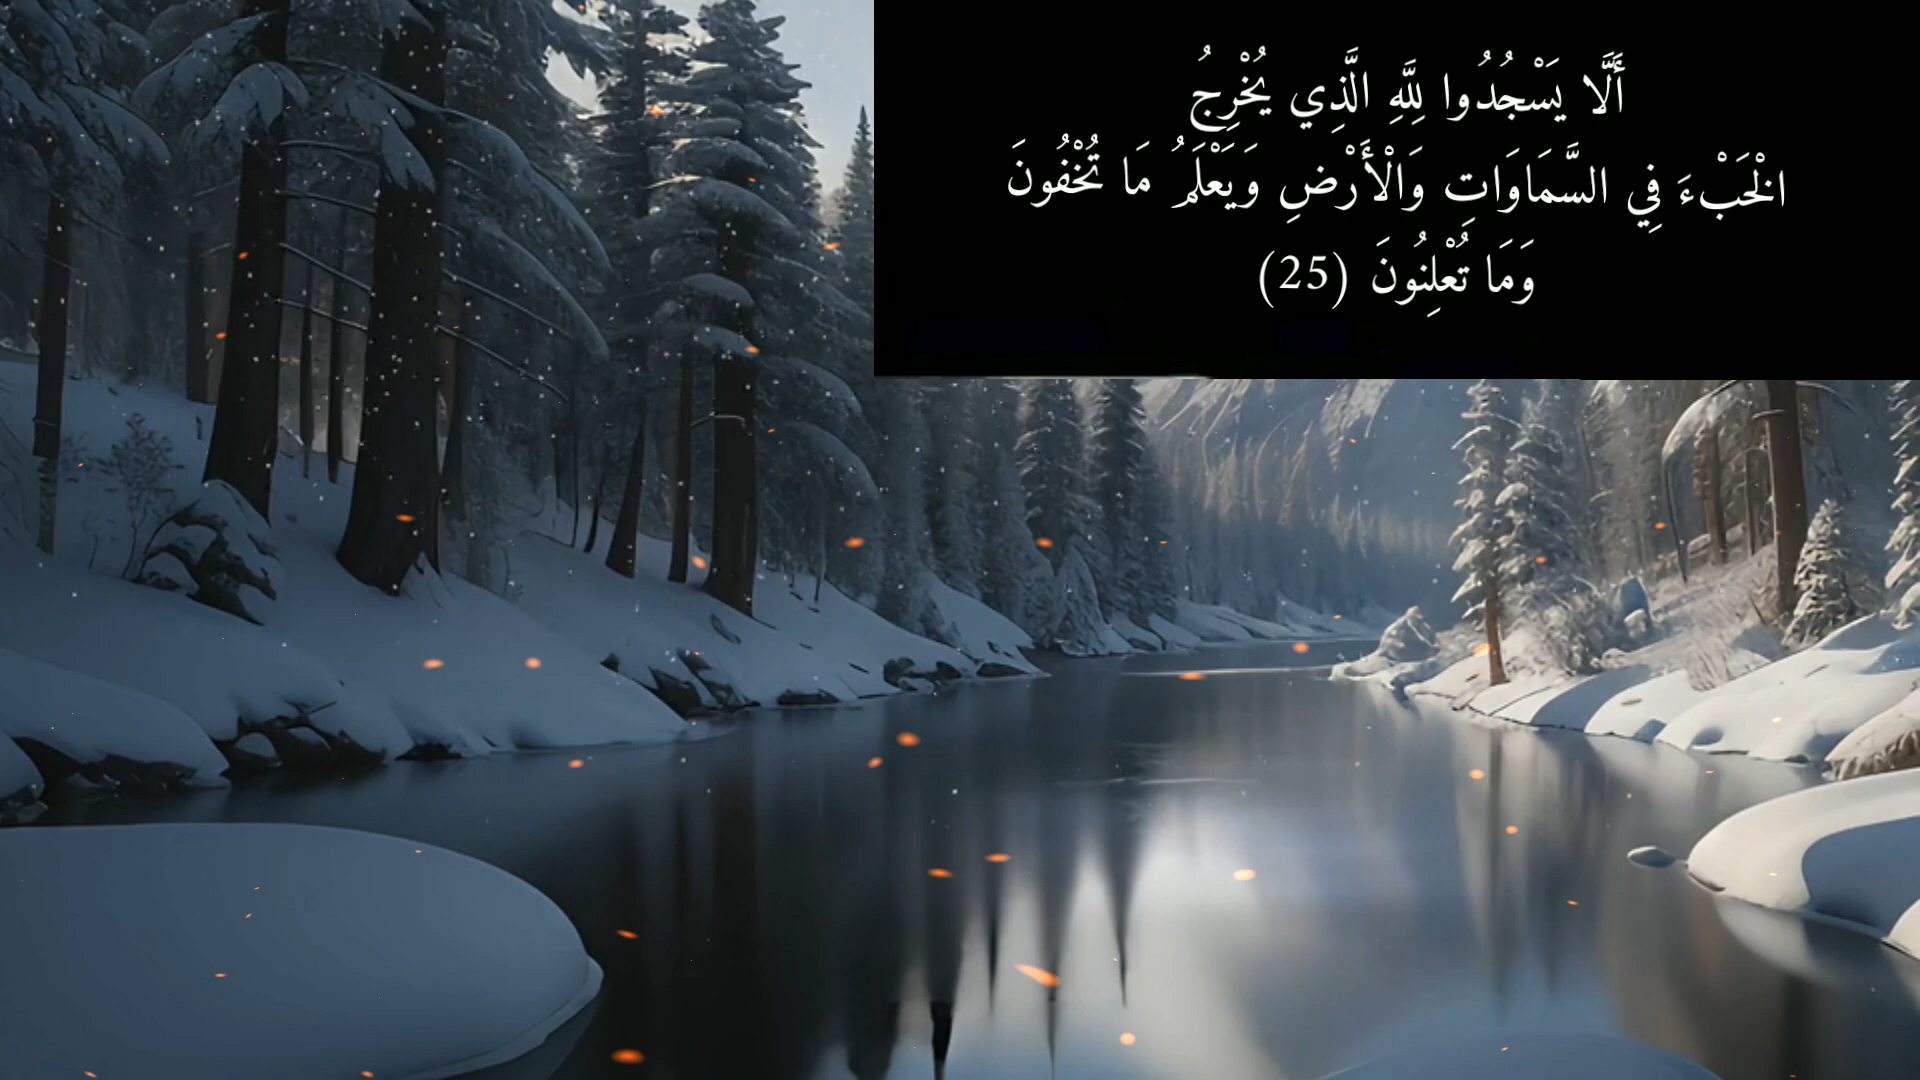 أَلَّا يَسْجُدُوا لِلَّهِ الَّذِي يُخْرِجُ
الْخَبْءَ فِي السَّمَاوَاتِ وَالْأَرْضِ وَيَعْلَمُ مَا تُخْفُونَ
وَمَا تُعْلِنُونَ (25)